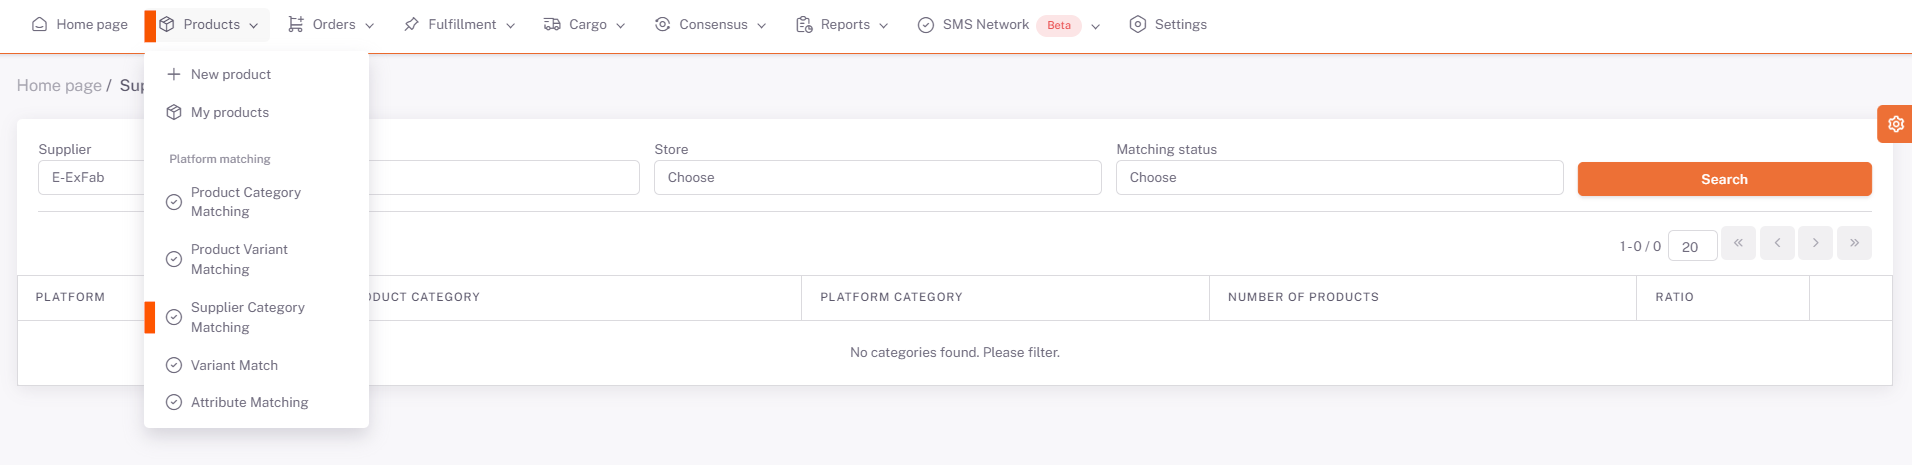 Home page Products Orders Fulfillment Cargo Consensus Reports SMS Network Beta Settings
New product
My products
Platform matching
Product Category
Matching
Product Variant
Matching
Supplier Category
Matching
Variant Match
Attribute Matching
Home page / Sup
Supplier Store Matching status
E-ExFab Choose Choose Search
1 - 0 / 0 20
PLATFORM DUCT CATEGORY PLATFORM CATEGORY NUMBER OF PRODUCTS RATIO
No categories found. Please filter.